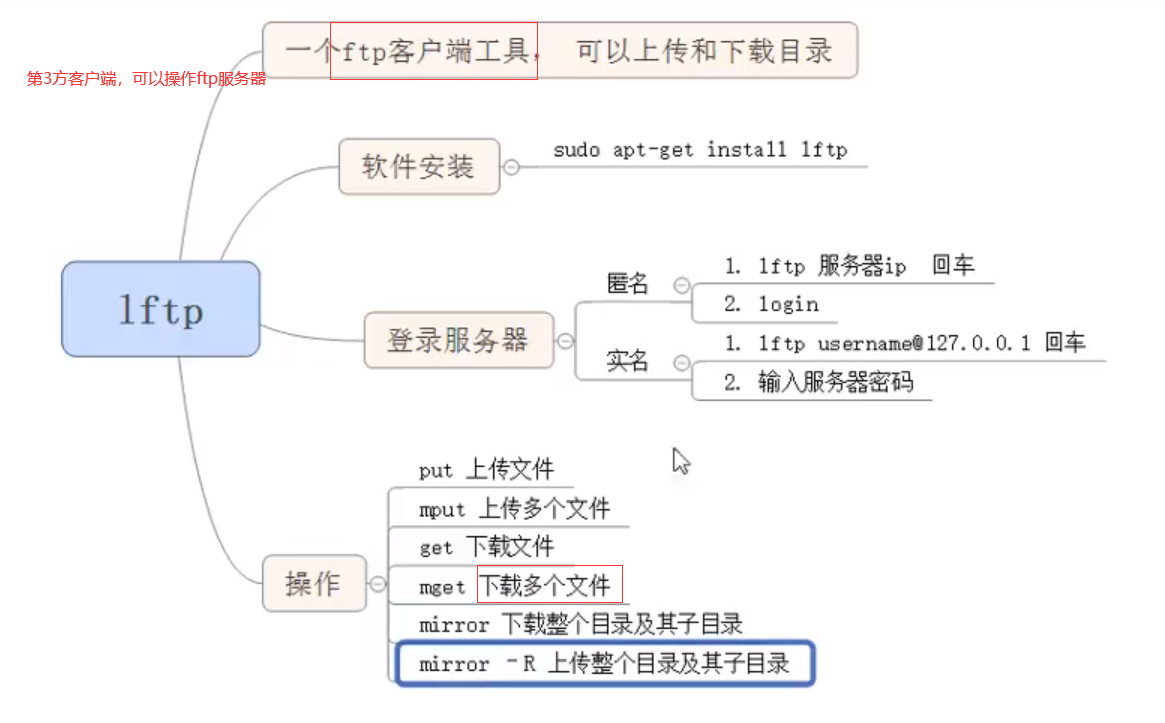 一个ftp客户端工具， 可以上传和下载目录
第3方客户端，可以操作ftp服务器
软件安装
sudo apt-get install lftp
lftp
登录服务器
匿名
1. lftp 服务器ip 回车
2. login
实名
1. lftp username@127.0.0.1 回车
2. 输入服务器密码
操作
put 上传文件
mput 上传多个文件
get 下载文件
mget 下载多个文件
mirror 下载整个目录及其子目录
mirror -R 上传整个目录及其子目录